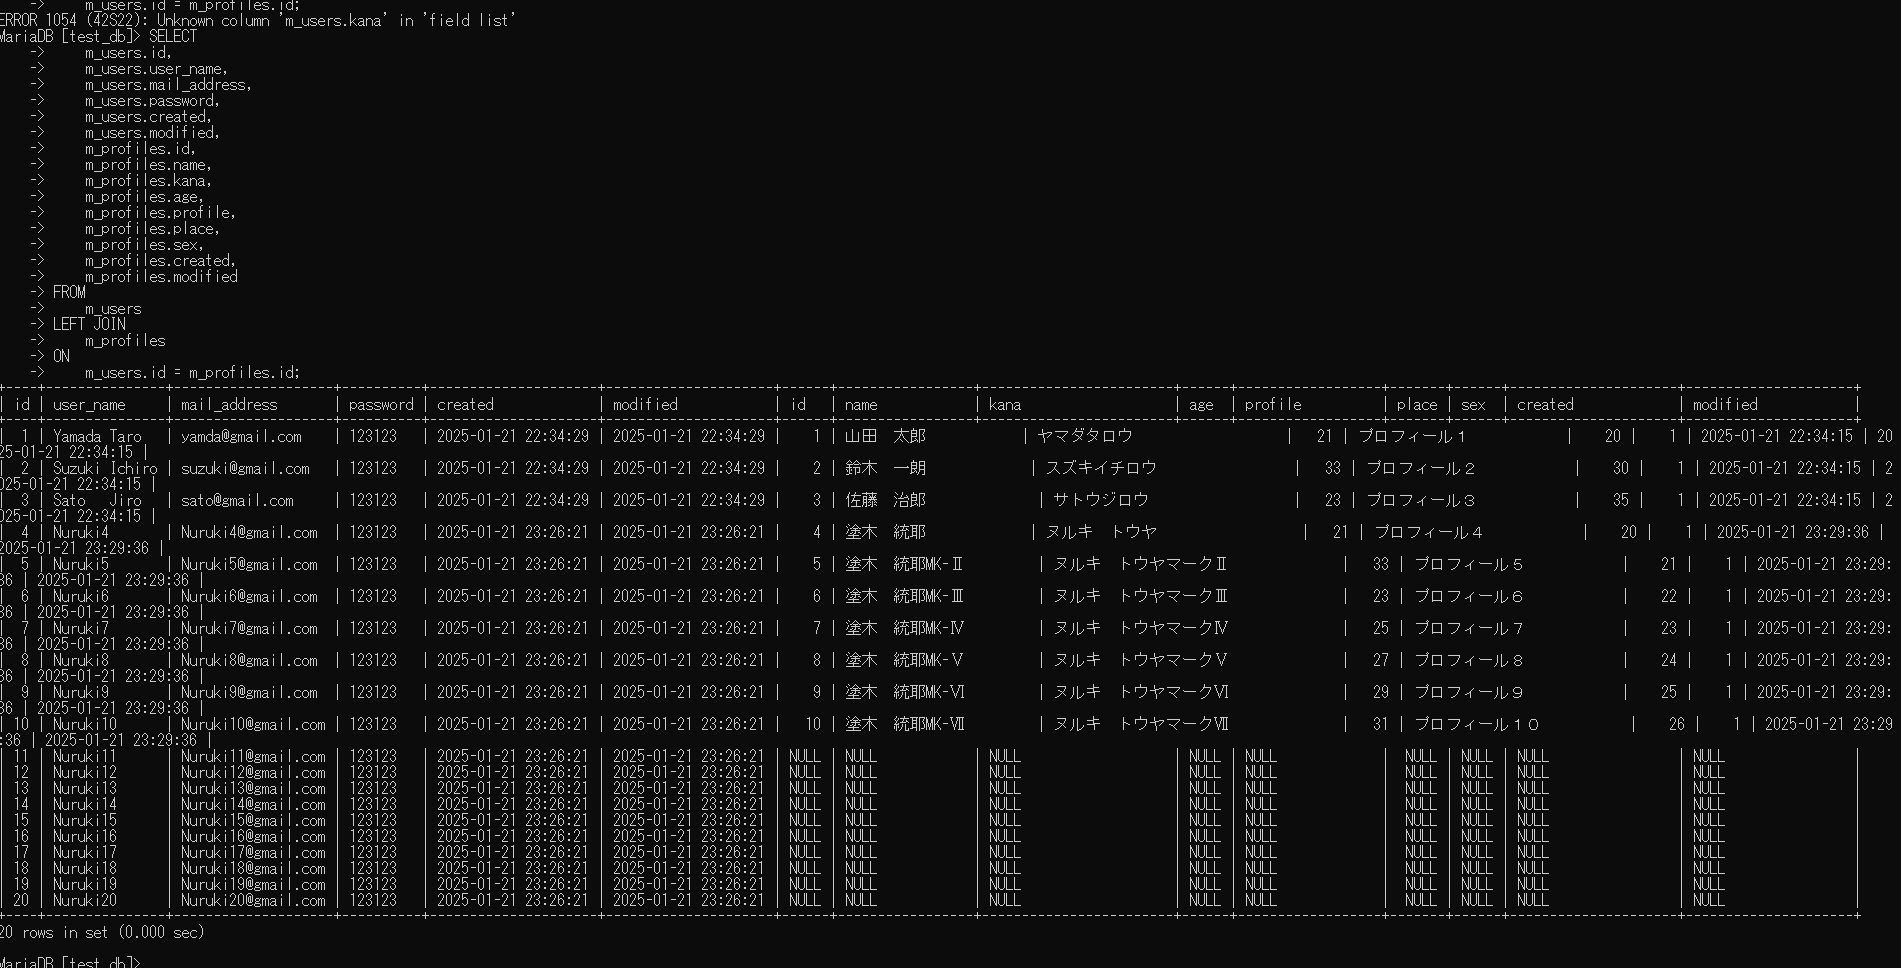 ->     m_users.id = m_profiles.id;
ERROR 1054 (42S22): Unknown column 'm_users.kana' in 'field list'
MariaDB [test_db]> SELECT
    ->     m_users.id,
    ->     m_users.user_name,
    ->     m_users.mail_address,
    ->     m_users.password,
    ->     m_users.created,
    ->     m_users.modified,
    ->     m_profiles.id,
    ->     m_profiles.name,
    ->     m_profiles.kana,
    ->     m_profiles.age,
    ->     m_profiles.profile,
    ->     m_profiles.place,
    ->     m_profiles.sex,
    ->     m_profiles.created,
    ->     m_profiles.modified
    -> FROM
    ->     m_users
    -> LEFT JOIN
    ->     m_profiles
    -> ON
    ->     m_users.id = m_profiles.id;
| id | user_name | mail_address | password | created | modified | id | name | kana | age | profile | place | sex | created | modified |
| 1 | Yamada Taro | yamda@gmail.com | 123123 | 2025-01-21 22:34:29 | 2025-01-21 22:34:29 | 1 | 山田　太郎 | ヤマダタロウ | 21 | プロフィール１ | 20 | 1 | 2025-01-21 22:34:15 | 20
25-01-21 22:34:15 |
| 2 | Suzuki Ichiro | suzuki@gmail.com | 123123 | 2025-01-21 22:34:29 | 2025-01-21 22:34:29 | 2 | 鈴木　一朗 | スズキイチロウ | 33 | プロフィール２ | 30 | 1 | 2025-01-21 22:34:15 | 2
025-01-21 22:34:15 |
| 3 | Sato   Jiro | sato@gmail.com | 123123 | 2025-01-21 22:34:29 | 2025-01-21 22:34:29 | 3 | 佐藤　治郎 | サトウジロウ | 23 | プロフィール３ | 35 | 1 | 2025-01-21 22:34:15 | 2
025-01-21 22:34:15 |
| 4 | Nuruki4 | Nuruki4@gmail.com | 123123 | 2025-01-21 23:26:21 | 2025-01-21 23:26:21 | 4 | 塗木　統耶 | ヌルキ　トウヤ | 21 | プロフィール４ | 20 | 1 | 2025-01-21 23:29:36 |
2025-01-21 23:29:36 |
| 5 | Nuruki5 | Nuruki5@gmail.com | 123123 | 2025-01-21 23:26:21 | 2025-01-21 23:26:21 | 5 | 塗木　統耶MK-Ⅱ | ヌルキ　トウヤマークⅡ | 33 | プロフィール５ | 21 | 1 | 2025-01-21 23:29:
36 | 2025-01-21 23:29:36 |
| 6 | Nuruki6 | Nuruki6@gmail.com | 123123 | 2025-01-21 23:26:21 | 2025-01-21 23:26:21 | 6 | 塗木　統耶MK-Ⅲ | ヌルキ　トウヤマークⅢ | 23 | プロフィール６ | 22 | 1 | 2025-01-21 23:29:
36 | 2025-01-21 23:29:36 |
| 7 | Nuruki7 | Nuruki7@gmail.com | 123123 | 2025-01-21 23:26:21 | 2025-01-21 23:26:21 | 7 | 塗木　統耶MK-Ⅳ | ヌルキ　トウヤマークⅣ | 25 | プロフィール７ | 23 | 1 | 2025-01-21 23:29:
36 | 2025-01-21 23:29:36 |
| 8 | Nuruki8 | Nuruki8@gmail.com | 123123 | 2025-01-21 23:26:21 | 2025-01-21 23:26:21 | 8 | 塗木　統耶MK-Ⅴ | ヌルキ　トウヤマークⅤ | 27 | プロフィール８ | 24 | 1 | 2025-01-21 23:29:
36 | 2025-01-21 23:29:36 |
| 9 | Nuruki9 | Nuruki9@gmail.com | 123123 | 2025-01-21 23:26:21 | 2025-01-21 23:26:21 | 9 | 塗木　統耶MK-Ⅵ | ヌルキ　トウヤマークⅥ | 29 | プロフィール９ | 25 | 1 | 2025-01-21 23:29:
36 | 2025-01-21 23:29:36 |
| 10 | Nuruki10 | Nuruki10@gmail.com | 123123 | 2025-01-21 23:26:21 | 2025-01-21 23:26:21 | 10 | 塗木　統耶MK-Ⅶ | ヌルキ　トウヤマークⅦ | 31 | プロフィール１０ | 26 | 1 | 2025-01-21 23:29
:36 | 2025-01-21 23:29:36 |
| 11 | Nuruki11 | Nuruki11@gmail.com | 123123 | 2025-01-21 23:26:21 | 2025-01-21 23:26:21 | NULL | NULL | NULL | NULL | NULL | NULL | NULL | NULL | NULL |
| 12 | Nuruki12 | Nuruki12@gmail.com | 123123 | 2025-01-21 23:26:21 | 2025-01-21 23:26:21 | NULL | NULL | NULL | NULL | NULL | NULL | NULL | NULL | NULL |
| 13 | Nuruki13 | Nuruki13@gmail.com | 123123 | 2025-01-21 23:26:21 | 2025-01-21 23:26:21 | NULL | NULL | NULL | NULL | NULL | NULL | NULL | NULL | NULL |
| 14 | Nuruki14 | Nuruki14@gmail.com | 123123 | 2025-01-21 23:26:21 | 2025-01-21 23:26:21 | NULL | NULL | NULL | NULL | NULL | NULL | NULL | NULL | NULL |
| 15 | Nuruki15 | Nuruki15@gmail.com | 123123 | 2025-01-21 23:26:21 | 2025-01-21 23:26:21 | NULL | NULL | NULL | NULL | NULL | NULL | NULL | NULL | NULL |
| 16 | Nuruki16 | Nuruki16@gmail.com | 123123 | 2025-01-21 23:26:21 | 2025-01-21 23:26:21 | NULL | NULL | NULL | NULL | NULL | NULL | NULL | NULL | NULL |
| 17 | Nuruki17 | Nuruki17@gmail.com | 123123 | 2025-01-21 23:26:21 | 2025-01-21 23:26:21 | NULL | NULL | NULL | NULL | NULL | NULL | NULL | NULL | NULL |
| 18 | Nuruki18 | Nuruki18@gmail.com | 123123 | 2025-01-21 23:26:21 | 2025-01-21 23:26:21 | NULL | NULL | NULL | NULL | NULL | NULL | NULL | NULL | NULL |
| 19 | Nuruki19 | Nuruki19@gmail.com | 123123 | 2025-01-21 23:26:21 | 2025-01-21 23:26:21 | NULL | NULL | NULL | NULL | NULL | NULL | NULL | NULL | NULL |
| 20 | Nuruki20 | Nuruki20@gmail.com | 123123 | 2025-01-21 23:26:21 | 2025-01-21 23:26:21 | NULL | NULL | NULL | NULL | NULL | NULL | NULL | NULL | NULL |
20 rows in set (0.000 sec)
MariaDB [test_db]>